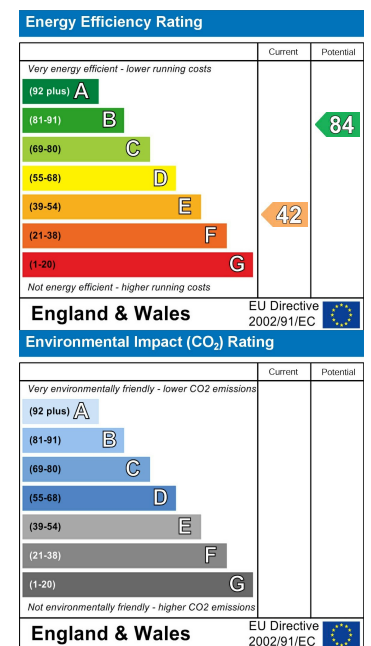 Energy Efficiency Rating
Current Potential
Very energy efficient - lower running costs
(92 plus) A
(81-91) B
84
(69-80) C
(55-68) D
(39-54) E
42
(21-38) F
(1-20) G
Not energy efficient - higher running costs
England & Wales
EU Directive
2002/91/EC
Environmental Impact (CO₂) Rating
Current Potential
Very environmentally friendly - lower CO2 emissions
(92 plus) A
(81-91) B
(69-80) C
(55-68) D
(39-54) E
(21-38) F
(1-20) G
Not environmentally friendly - higher CO2 emissions
England & Wales
EU Directive
2002/91/EC